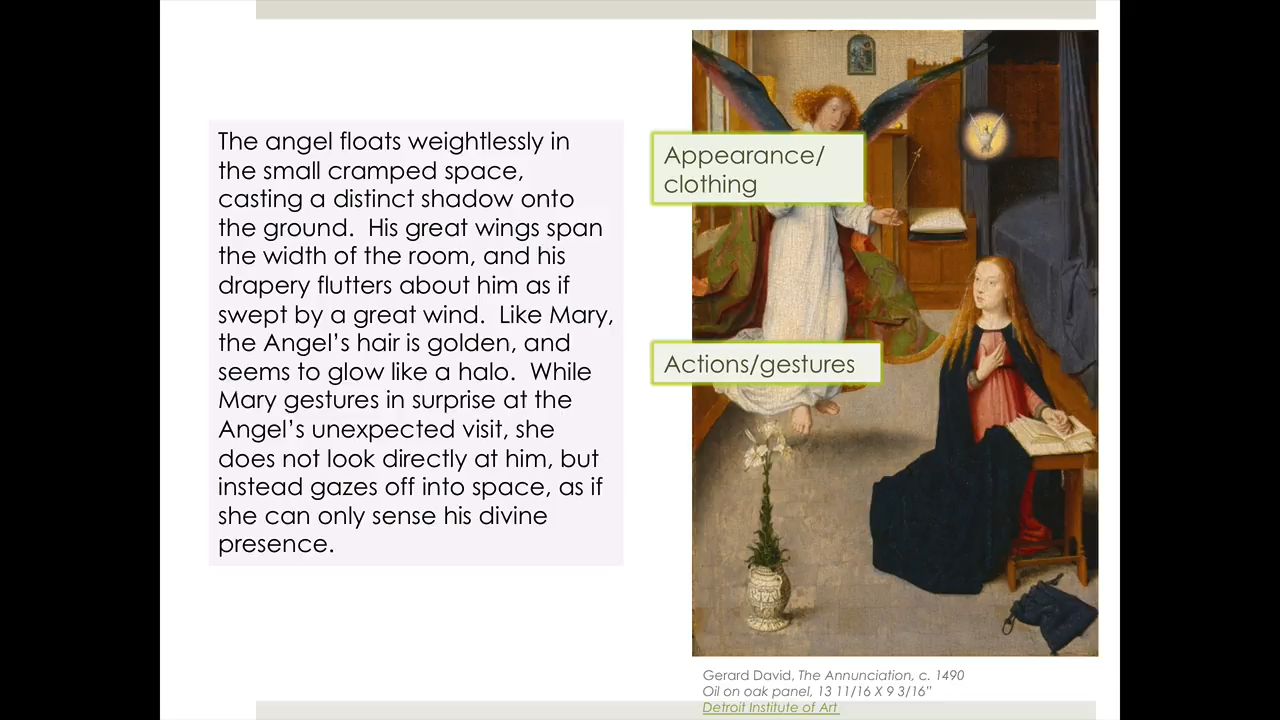 The angel floats weightlessly in
the small cramped space,
casting a distinct shadow onto
the ground.  His great wings span
the width of the room, and his
drapery flutters about him as if
swept by a great wind.  Like Mary,
the Angel’s hair is golden, and
seems to glow like a halo.  While
Mary gestures in surprise at the
Angel’s unexpected visit, she
does not look directly at him, but
instead gazes off into space, as if
she can only sense his divine
presence.
Appearance/
clothing
Actions/gestures
Gerard David, The Annunciation, c. 1490
Oil on oak panel, 13 11/16 X 9 3/16”
Detroit Institute of Art